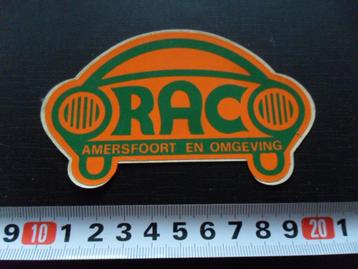 RAC
AMERSFOORT EN OMGEVING
9 10 1 2 3 4 5 6 7 8 9 20 1